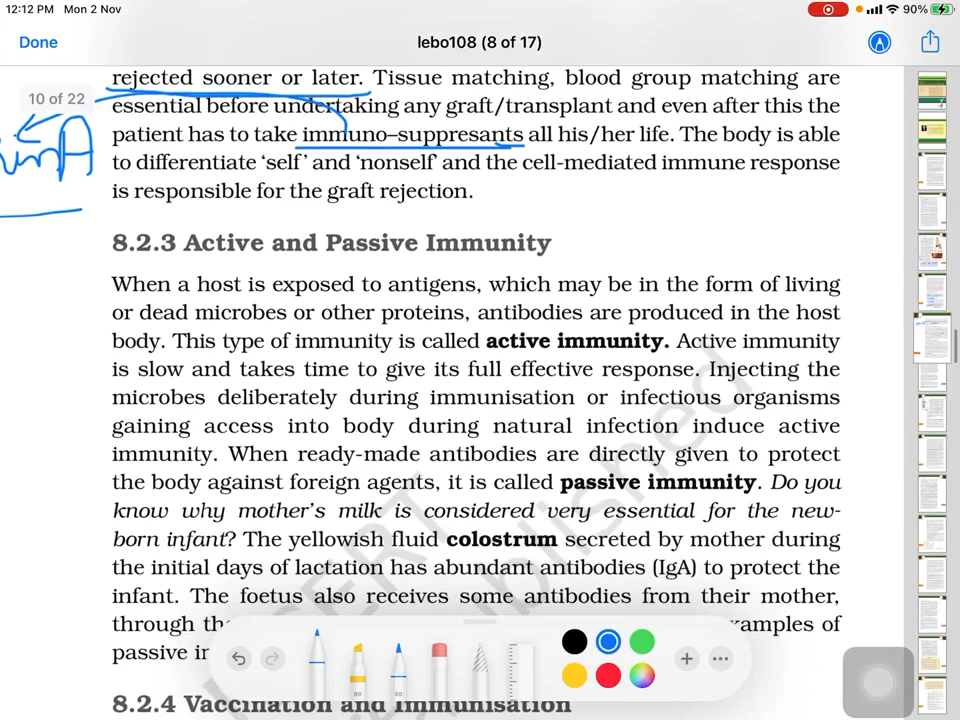 12:12 PM Mon 2 Nov
90%
Done
lebo108 (8 of 17)
rejected sooner or later. Tissue matching, blood group matching are
10 of 22
essential before undertaking any graft/transplant and even after this the
patient has to take immuno–suppresants all his/her life. The body is able
to differentiate ‘self’ and ‘nonself’ and the cell-mediated immune response
is responsible for the graft rejection.
8.2.3 Active and Passive Immunity
When a host is exposed to antigens, which may be in the form of living
or dead microbes or other proteins, antibodies are produced in the host
body. This type of immunity is called active immunity. Active immunity
is slow and takes time to give its full effective response. Injecting the
microbes deliberately during immunisation or infectious organisms
gaining access into body during natural infection induce active
immunity. When ready-made antibodies are directly given to protect
the body against foreign agents, it is called passive immunity. Do you
know why mother’s milk is considered very essential for the new-
born infant? The yellowish fluid colostrum secreted by mother during
the initial days of lactation has abundant antibodies (IgA) to protect the
infant. The foetus also receives some antibodies from their mother,
through
examples of
passive
80
50
8.2.4 Vaccination and Immunisation